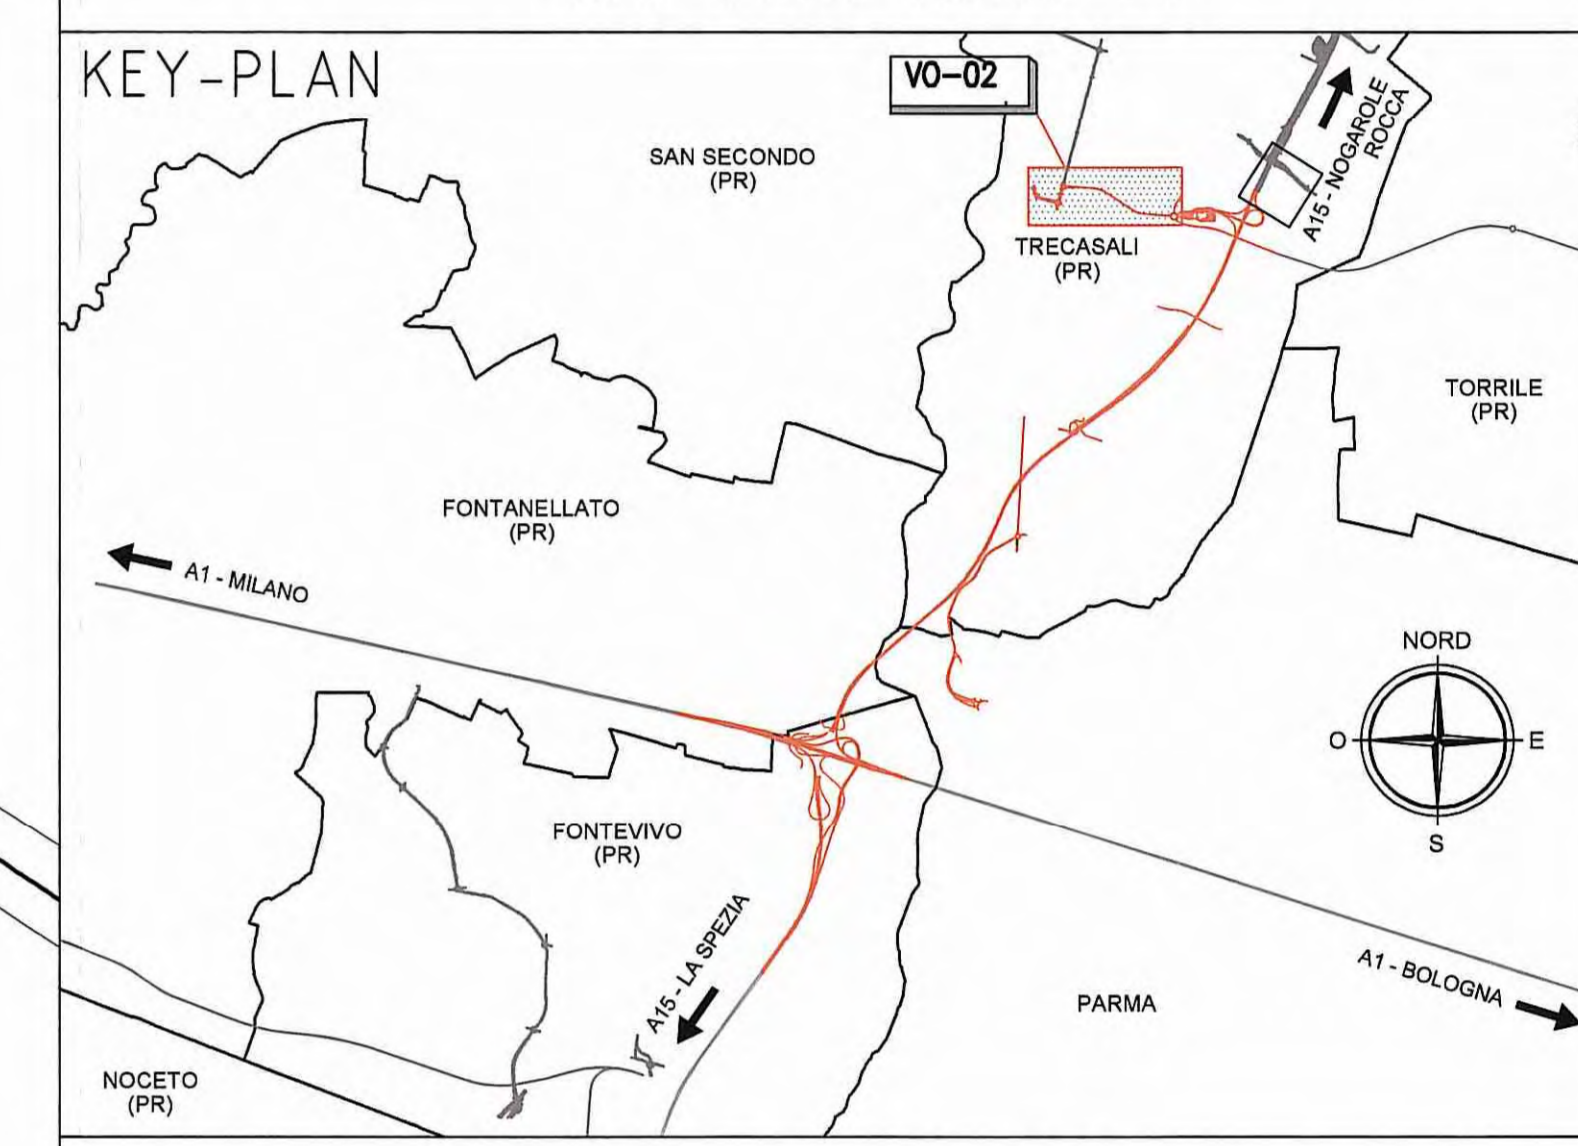 KEY-PLAN
VO-02
SAN SECONDO
(PR)
A15 - NOGAROLE
ROCCA
TRECASALI
(PR)
TORRILE
(PR)
FONTANELLATO
(PR)
A1 - MILANO
NORD
O
E
S
FONTEVIVO
(PR)
A15 - LA SPEZIA
A1 - BOLOGNA
PARMA
NOCETO
(PR)